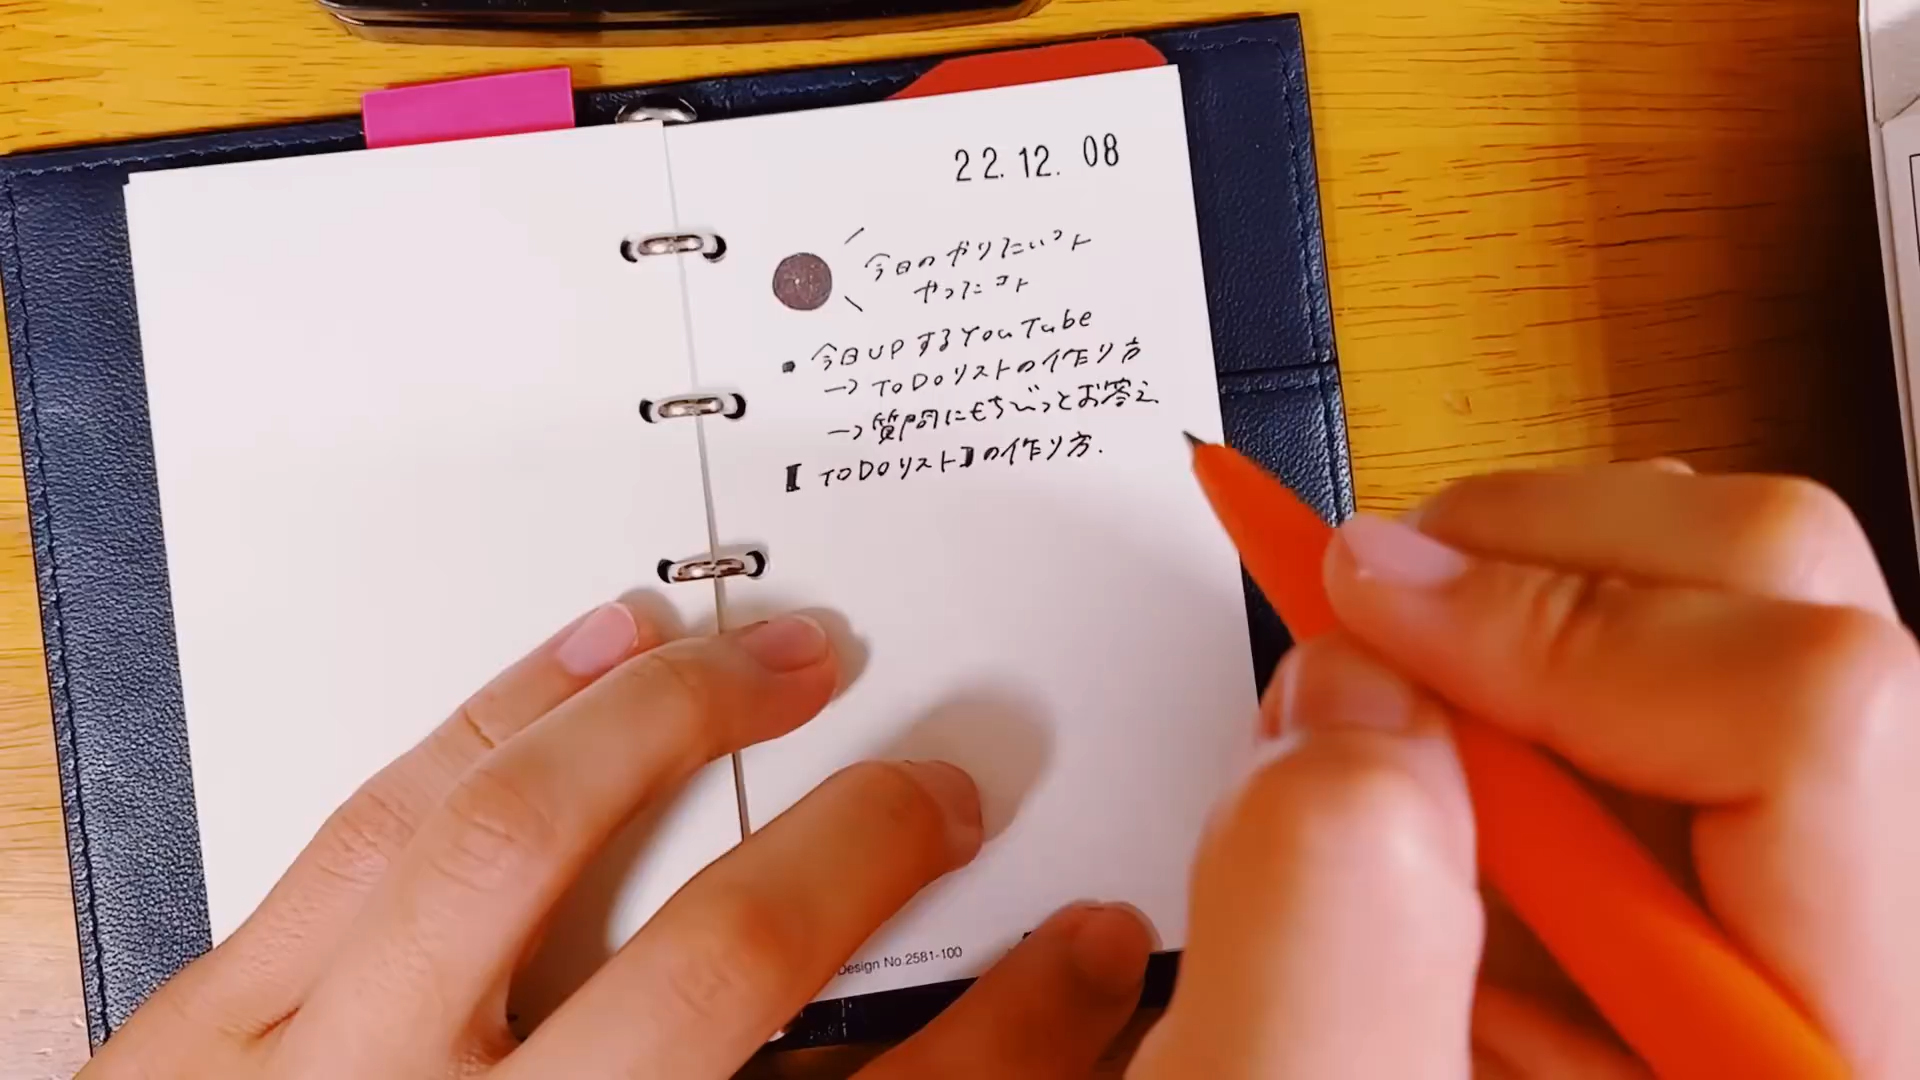 22.12.08
今日のやりたいコト
やったコト
・今日UPするYouTube
→ToDoリストの作り方
→質問にもちょびっとお答え
【ToDoリスト】の作り方.
Design No.2581-100